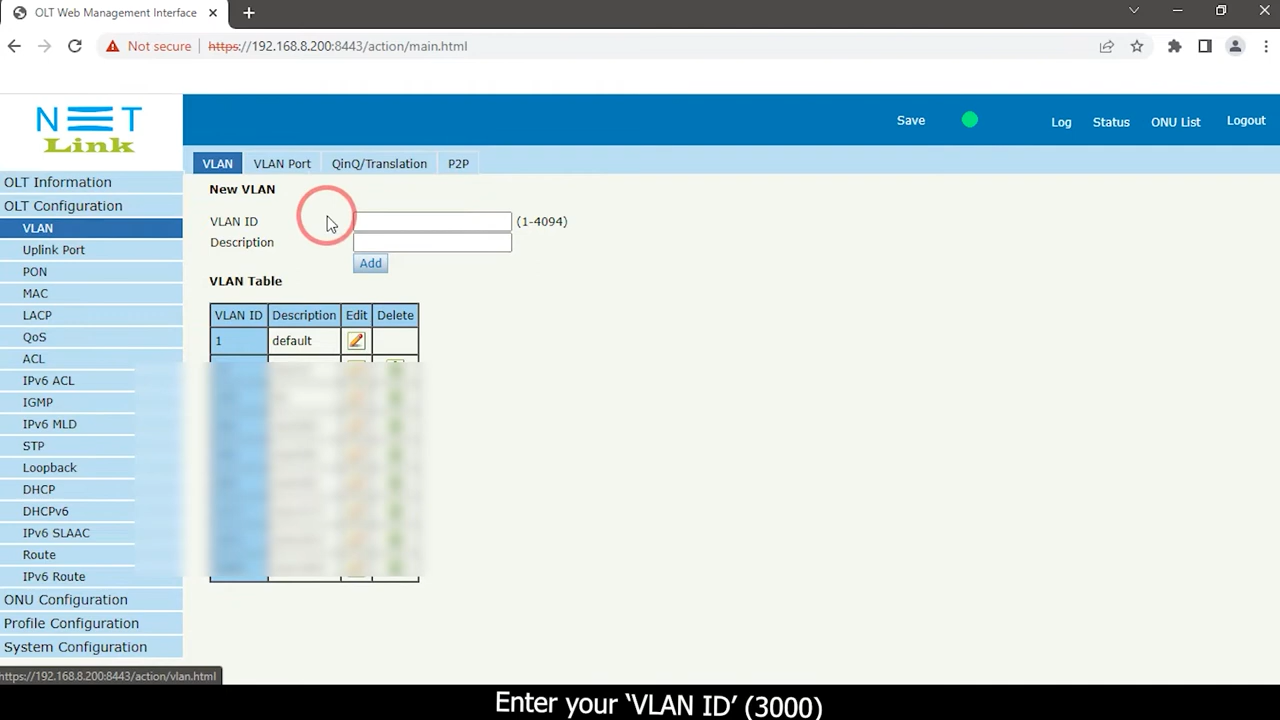 OLT Web Management Interface
Not secure https://192.168.8.200:8443/action/main.html
NET
Link
Save Log Status ONU List Logout
VLAN VLAN Port QinQ/Translation P2P
OLT Information
OLT Configuration
VLAN
Uplink Port
PON
MAC
LACP
QoS
ACL
IPv6 ACL
IGMP
IPv6 MLD
STP
Loopback
DHCP
DHCPv6
IPv6 SLAAC
Route
IPv6 Route
ONU Configuration
Profile Configuration
System Configuration
New VLAN
VLAN ID (1-4094)
Description
Add
VLAN Table
VLAN ID Description Edit Delete
1 default
https://192.168.8.200:8443/action/vlan.html
Enter your ‘VLAN ID’ (3000)